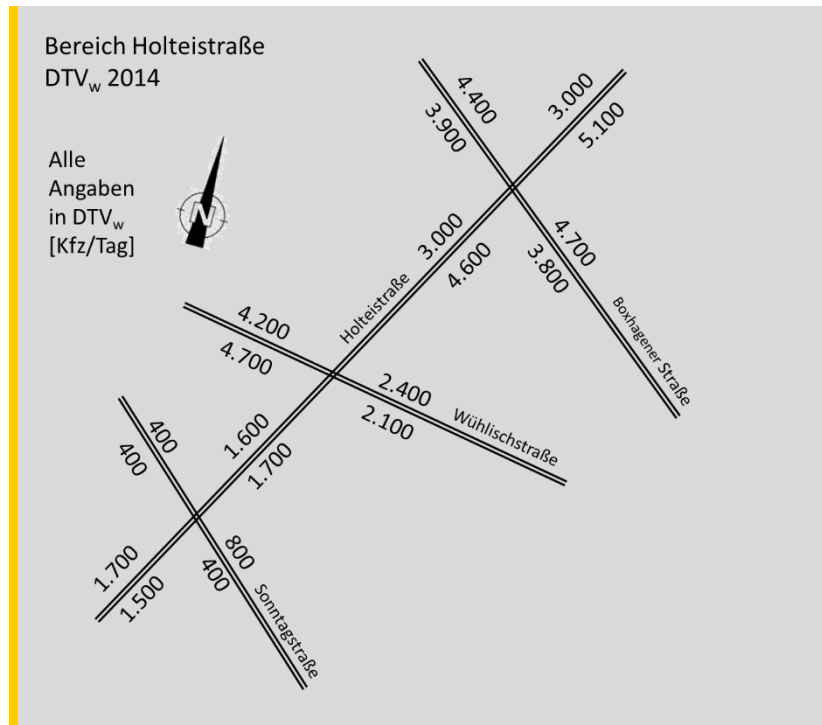 Bereich Holteistraße
DTVw 2014
Alle
Angaben
in DTVw
[Kfz/Tag]
N
4.400
3.900
3.000
5.100
4.700
3.800
Boxhagener Straße
3.000
4.600
Holteistraße
4.200
4.700
2.400
2.100
Wühlischstraße
1.600
1.700
400
400
800
400
Sonntagstraße
1.700
1.500